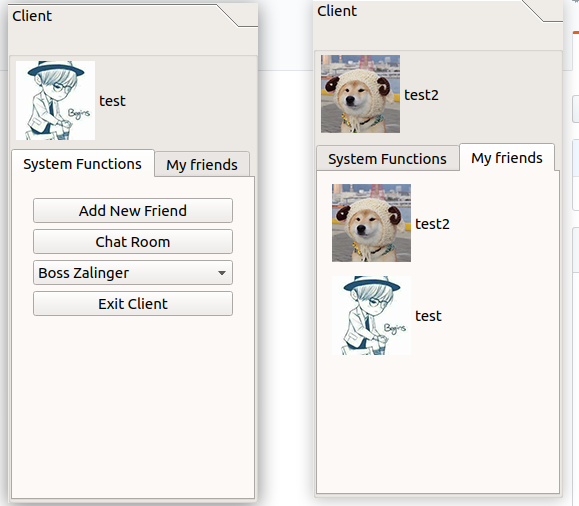 Client
test
System Functions
My friends
Add New Friend
Chat Room
Boss Zalinger
Exit Client
Begins
Client
test2
System Functions
My friends
test2
test
Begins